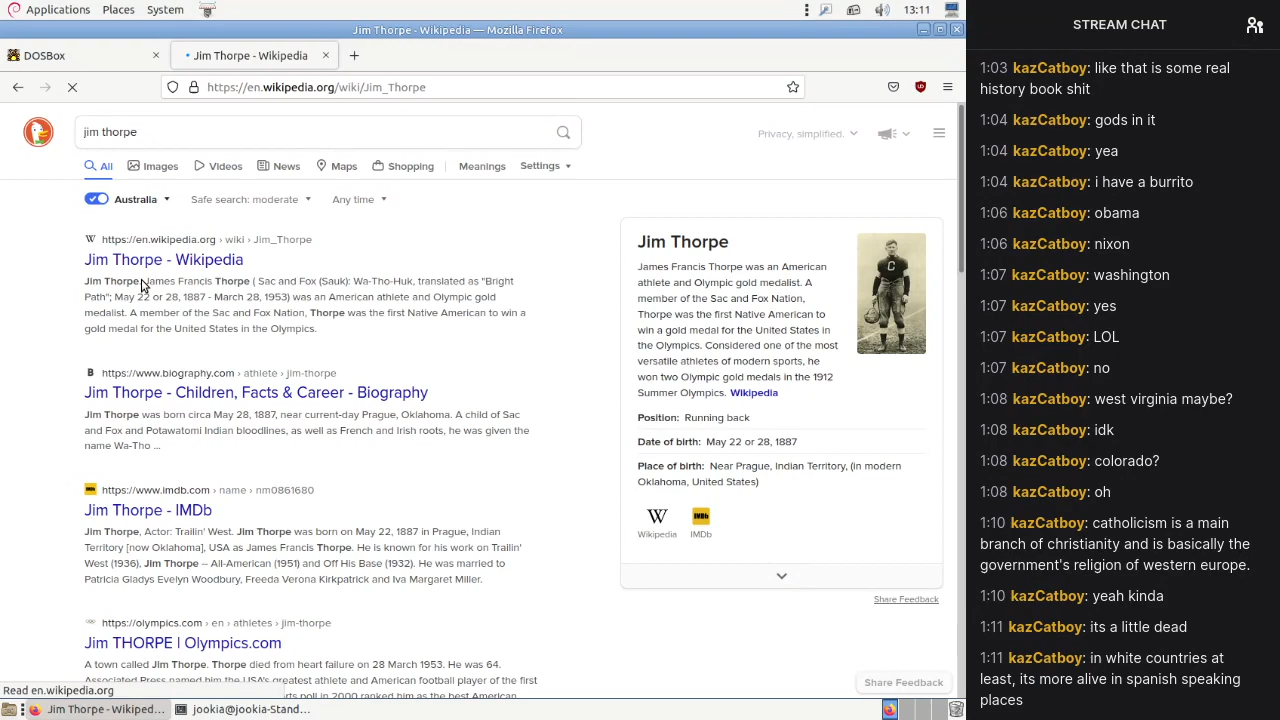 Applications Places System 13:11
Jim Thorpe - Wikipedia — Mozilla Firefox
DOSBox
Jim Thorpe - Wikipedia
https://en.wikipedia.org/wiki/Jim_Thorpe
jim thorpe
Privacy, simplified.
All Images Videos News Maps Shopping Meanings Settings
Australia Safe search: moderate Any time
https://en.wikipedia.org › wiki › Jim_Thorpe
Jim Thorpe - Wikipedia
Jim Thorpe James Francis Thorpe ( Sac and Fox (Sauk): Wa-Tho-Huk, translated as "Bright
Path"; May 22 or 28, 1887 - March 28, 1953) was an American athlete and Olympic gold
medalist. A member of the Sac and Fox Nation, Thorpe was the first Native American to win a
gold medal for the United States in the Olympics.
B https://www.biography.com › athlete › jim-thorpe
Jim Thorpe - Children, Facts & Career - Biography
Jim Thorpe was born circa May 28, 1887, near current-day Prague, Oklahoma. A child of Sac
and Fox and Potawatomi Indian bloodlines, as well as French and Irish roots, he was given the
name Wa-Tho ...
https://www.imdb.com › name › nm0861680
Jim Thorpe - IMDb
Jim Thorpe, Actor: Trailin' West. Jim Thorpe was born on May 22, 1887 in Prague, Indian
Territory [now Oklahoma], USA as James Francis Thorpe. He is known for his work on Trailin'
West (1936), Jim Thorpe – All-American (1951) and Off His Base (1932). He was married to
Patricia Gladys Evelyn Woodbury, Freeda Verona Kirkpatrick and Iva Margaret Miller.
https://olympics.com › en › athletes › jim-thorpe
Jim THORPE | Olympics.com
A town called Jim Thorpe. Thorpe died from heart failure on 28 March 1953. He was 64.
Associated Press named him the USA's greatest athlete and American football player of the first
Jim Thorpe
James Francis Thorpe was an American
athlete and Olympic gold medalist. A
member of the Sac and Fox Nation,
Thorpe was the first Native American to
win a gold medal for the United States in
the Olympics. Considered one of the most
versatile athletes of modern sports, he
won two Olympic gold medals in the 1912
Summer Olympics. Wikipedia
Position: Running back
Date of birth: May 22 or 28, 1887
Place of birth: Near Prague, Indian Territory, (in modern
Oklahoma, United States)
W IMDb
Wikipedia IMDb
Share Feedback
Share Feedback
Read en.wikipedia.org
Jim Thorpe - Wikiped...
jookia@jookia-Stand...
STREAM CHAT
1:03 kazCatboy: like that is some real
history book shit
1:04 kazCatboy: gods in it
1:04 kazCatboy: yea
1:04 kazCatboy: i have a burrito
1:06 kazCatboy: obama
1:06 kazCatboy: nixon
1:07 kazCatboy: washington
1:07 kazCatboy: yes
1:07 kazCatboy: LOL
1:07 kazCatboy: no
1:08 kazCatboy: west virginia maybe?
1:08 kazCatboy: idk
1:08 kazCatboy: colorado?
1:08 kazCatboy: oh
1:10 kazCatboy: catholicism is a main
branch of christianity and is basically the
government's religion of western europe.
1:10 kazCatboy: yeah kinda
1:11 kazCatboy: its a little dead
1:11 kazCatboy: in white countries at
least, its more alive in spanish speaking
places